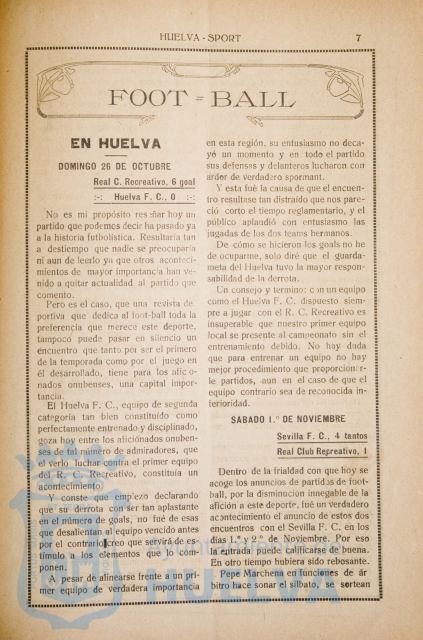 HUELVA-SPORT
7
FOOT=BALL
EN HUELVA
DOMINGO 26 DE OCTUBRE
Real C. Recreativo, 6 goal
:-: Huelva F. C., 0 :-:
No es mi propósito reseñar hoy un
partido que podemos decir ha pasado ya
a la historia futbolística. Resultaría tan
a destiempo que nadie se preocuparía
ni aun de leerlo ya que otros aconteci-
mientos de mayor importancia han ve-
nido a quitar actualidad al partido que
comento.
Pero es el caso, que una revista de-
portiva que dedica al foot-ball toda la
preferencia que merece este deporte,
tampoco puede pasar en silencio un
encuentro que tanto por ser el primero
de la temporada como por el juego en
él desarrollado, tiene para los aficio-
nados onubenses, una capital impor-
tancia.
El Huelva F. C., equipo de segunda
categoría tan bien constituído como
perfectamente entrenado y disciplinado,
goza hoy entre los aficionados onuben-
ses de tal número de admiradores, que
el verlo luchar contra el primer equipo
del R. C. Recreativo, constituía un
acontecimiento.
Y conste que empiezo declarando
que su derrota con ser tan aplastante
en el número de goals, no fué de esas
que desalientan al equipo vencido antes
por el contrario creo que servirá de es-
tímulo a los elementos que lo com-
ponen.
A pesar de alinearse frente a un pri-
mer equipo de verdadera importancia
en esta región, su entusiasmo no deca-
yó un momento y en todo el partido
sus defensas y delanteros lucharon con
ardor de verdadero spormant.
Y esta fué la causa de que el encuen-
tro resultase tan distraído que nos pare-
ció corto el tiempo reglamentario, y el
público aplaudió con entusiasmo las
jugadas de los dos teams hermanos.
De cómo se hicieron los goals no he
de ocuparme, solo diré que el guarda-
meta del Huelva tuvo la mayor respon-
sabilidad de la derrota.
Un consejo y termino: con un equipo
como el Huelva F. C. dispuesto siem-
pre a jugar con el R. C. Recreativo es
insuperable que nuestro primer equipo
local se presente al campeonato sin el
entrenamiento debido. No hay duda
que para entrenar un equipo no hay
mejor procedimiento que proporcionar-
le partidos, aun en el caso de que el
equipo contrario sea de reconocida in-
ferioridad.
SABADO 1.º DE NOVIEMBRE
Sevilla F. C., 4 tantos
Real Club Repreativo, 1
Dentro de la frialdad con que hoy se
acoge los anuncios de partidos de foot-
ball, por la disminución innegable de la
afición a este deporte, fué un verdadero
acontecimiento el anuncio de estos dos
encuentros con el Sevilla F. C. en los
días 1.º y 2.º de Noviembre. Por eso
la entrada puede calificarse de buena.
En otro tiempo hubiera sido rebosante.
Pepe Marchena en funciones de ár-
bitro hace sonar el silbato, se sortean
HUELVA